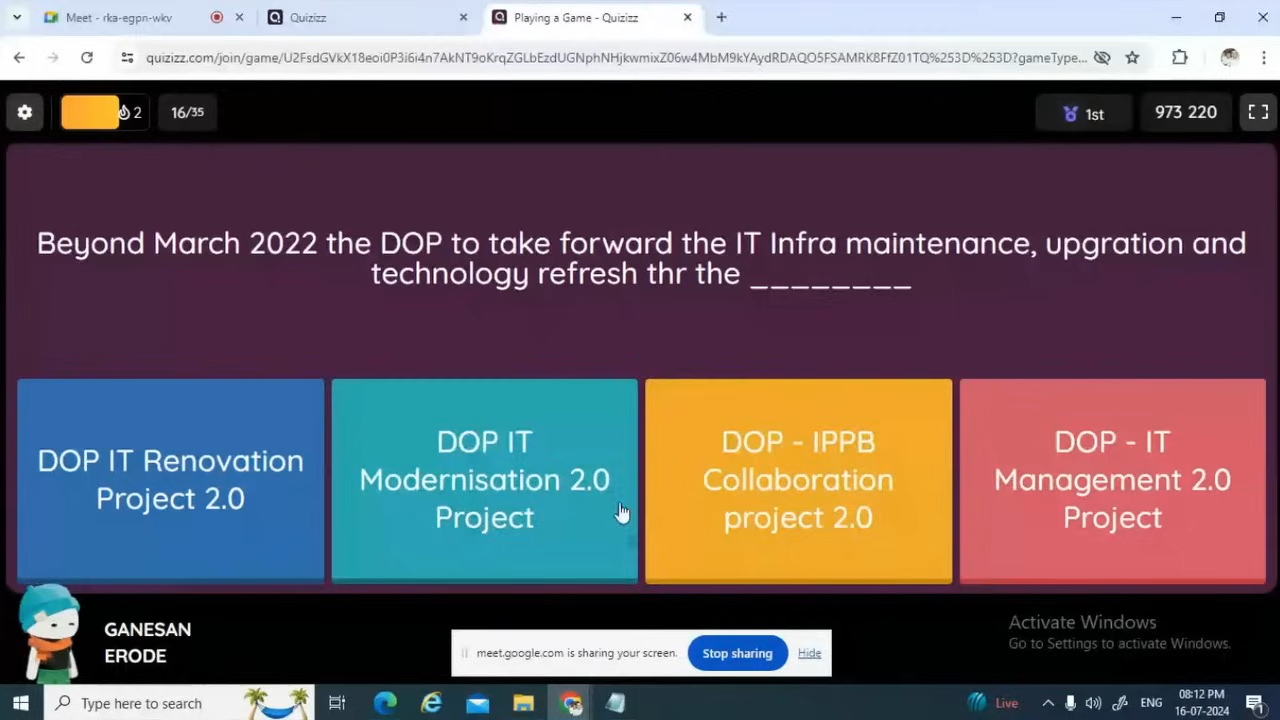 Meet - rka-egpn-wkv
Quizizz
Playing a Game - Quizizz
quizizz.com/join/game/U2FsdGVkX18eoi0P3i6i4n7AkNT9oKrqZGLbEzdUGNphNHjkwmixZ06w4MbM9kYAydRDAQO5FSAMRK8FfZ01TQ%253D%253D?gameType...
2
16/35
1st
973 220
Beyond March 2022 the DOP to take forward the IT Infra maintenance, upgration and
technology refresh thr the ________
DOP IT Renovation
Project 2.0
DOP IT
Modernisation 2.0
Project
DOP - IPPB
Collaboration
project 2.0
DOP - IT
Management 2.0
Project
GANESAN
ERODE
Activate Windows
Go to Settings to activate Windows.
meet.google.com is sharing your screen.
Stop sharing
Hide
Type here to search
Live
ENG
08:12 PM
16-07-2024
1